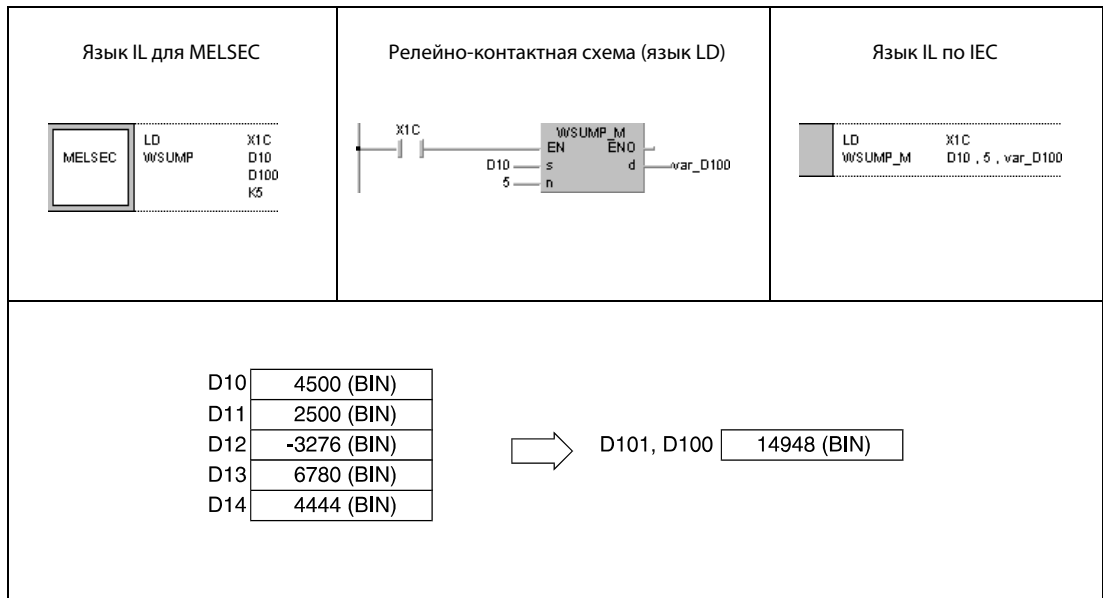 Язык IL для MELSEC
MELSEC
LD X1C
WSUMP D10
D100
K5
Релейно-контактная схема (язык LD)
X1C
WSUMP_M
EN ENO
D10 s d var_D100
5 n
Язык IL по IEC
LD X1C
WSUMP_M D10 , 5 , var_D100
D10 4500 (BIN)
D11 2500 (BIN)
D12 -3276 (BIN)
D13 6780 (BIN)
D14 4444 (BIN)
D101, D100 14948 (BIN)